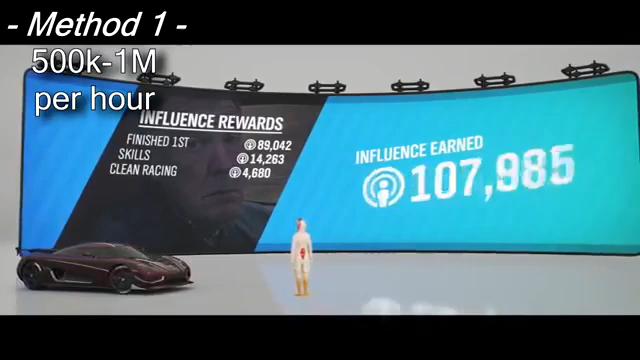 - Method 1 -
500k-1M
per hour
INFLUENCE REWARDS
FINISHED 1ST 89,042
SKILLS 14,263
CLEAN RACING 4,680
INFLUENCE EARNED
107,985